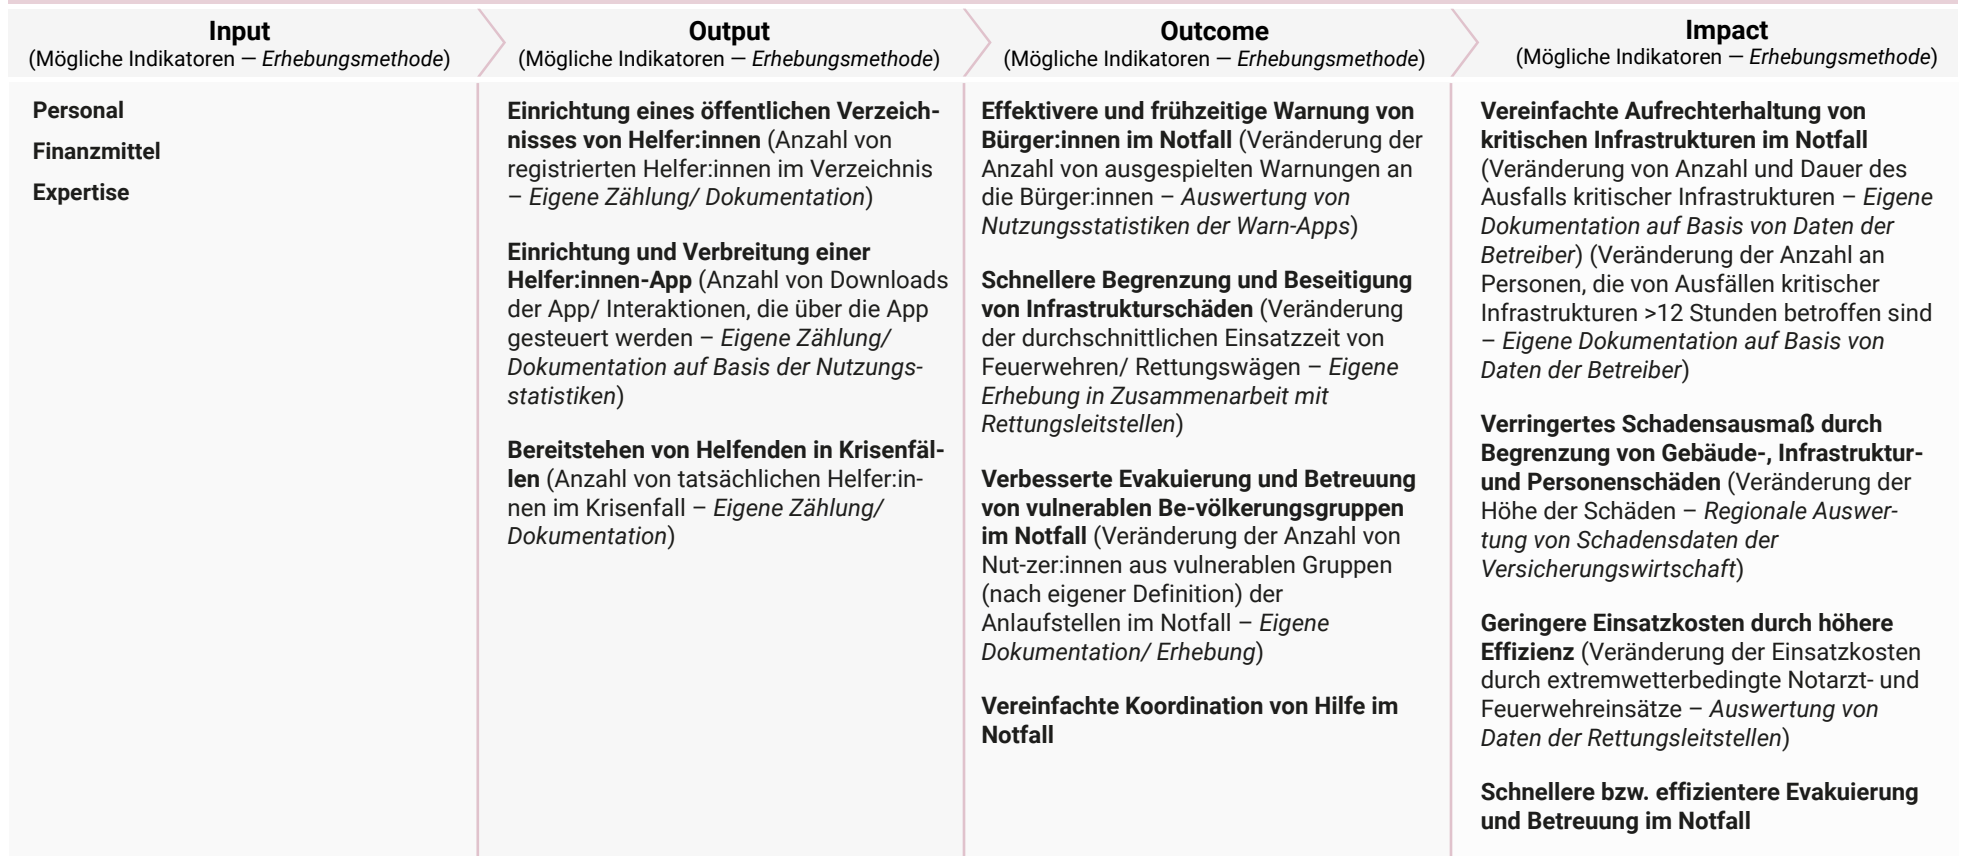 Input
(Mögliche Indikatoren — Erhebungsmethode)
Output
(Mögliche Indikatoren — Erhebungsmethode)
Outcome
(Mögliche Indikatoren — Erhebungsmethode)
Impact
(Mögliche Indikatoren — Erhebungsmethode)
Personal
Finanzmittel
Expertise
Einrichtung eines öffentlichen Verzeich-
nisses von Helfer:innen (Anzahl von
registrierten Helfer:innen im Verzeichnis
– Eigene Zählung/ Dokumentation)
Einrichtung und Verbreitung einer
Helfer:innen-App (Anzahl von Downloads
der App/ Interaktionen, die über die App
gesteuert werden – Eigene Zählung/
Dokumentation auf Basis der Nutzungs-
statistiken)
Bereitstehen von Helfenden in Krisenfäl-
len (Anzahl von tatsächlichen Helfer:in-
nen im Krisenfall – Eigene Zählung/
Dokumentation)
Effektivere und frühzeitige Warnung von
Bürger:innen im Notfall (Veränderung der
Anzahl von ausgespielten Warnungen an
die Bürger:innen – Auswertung von
Nutzungsstatistiken der Warn-Apps)
Schnellere Begrenzung und Beseitigung
von Infrastrukturschäden (Veränderung
der durchschnittlichen Einsatzzeit von
Feuerwehren/ Rettungswägen – Eigene
Erhebung in Zusammenarbeit mit
Rettungsleitstellen)
Verbesserte Evakuierung und Betreuung
von vulnerablen Be-völkerungsgruppen
im Notfall (Veränderung der Anzahl von
Nut-zer:innen aus vulnerablen Gruppen
(nach eigener Definition) der
Anlaufstellen im Notfall – Eigene
Dokumentation/ Erhebung)
Vereinfachte Koordination von Hilfe im
Notfall
Vereinfachte Aufrechterhaltung von
kritischen Infrastrukturen im Notfall
(Veränderung von Anzahl und Dauer des
Ausfalls kritischer Infrastrukturen – Eigene
Dokumentation auf Basis von Daten der
Betreiber) (Veränderung der Anzahl an
Personen, die von Ausfällen kritischer
Infrastrukturen >12 Stunden betroffen sind
– Eigene Dokumentation auf Basis von
Daten der Betreiber)
Verringertes Schadensausmaß durch
Begrenzung von Gebäude-, Infrastruktur-
und Personenschäden (Veränderung der
Höhe der Schäden – Regionale Auswer-
tung von Schadensdaten der
Versicherungswirtschaft)
Geringere Einsatzkosten durch höhere
Effizienz (Veränderung der Einsatzkosten
durch extremwetterbedingte Notarzt- und
Feuerwehreinsätze – Auswertung von
Daten der Rettungsleitstellen)
Schnellere bzw. effizientere Evakuierung
und Betreuung im Notfall